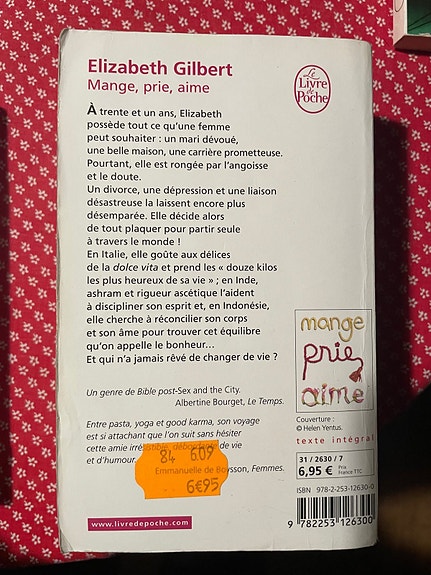 Elizabeth Gilbert
Mange, prie, aime
Le
Livre
de
Poche
À trente et un ans, Elizabeth
possède tout ce qu'une femme
peut souhaiter : un mari dévoué,
une belle maison, une carrière prometteuse.
Pourtant, elle est rongée par l'angoisse
et le doute.
Un divorce, une dépression et une liaison
désastreuse la laissent encore plus
désemparée. Elle décide alors
de tout plaquer pour partir seule
à travers le monde !
En Italie, elle goûte aux délices
de la dolce vita et prend les « douze kilos
les plus heureux de sa vie » ; en Inde,
ashram et rigueur ascétique l'aident
à discipliner son esprit et, en Indonésie,
elle cherche à réconcilier son corps
et son âme pour trouver cet équilibre
qu'on appelle le bonheur…
Et qui n'a jamais rêvé de changer de vie ?
Un genre de Bible post-Sex and the City.
Albertine Bourget, Le Temps.
Entre pasta, yoga et good karma, son voyage
est si attachant que l'on suit sans hésiter
cette amie irrésistible, débordante de vie
et d'humour.
Emmanuelle de Boysson, Femmes.
84 6.09
6€95
www.livredepoche.com
mange
prie
aime
Couverture :
© Helen Yentus.
texte intégral
31 / 2630 / 7
6,95 € Prix
France TTC
ISBN 978-2-253-12630-0
9 782253 126300